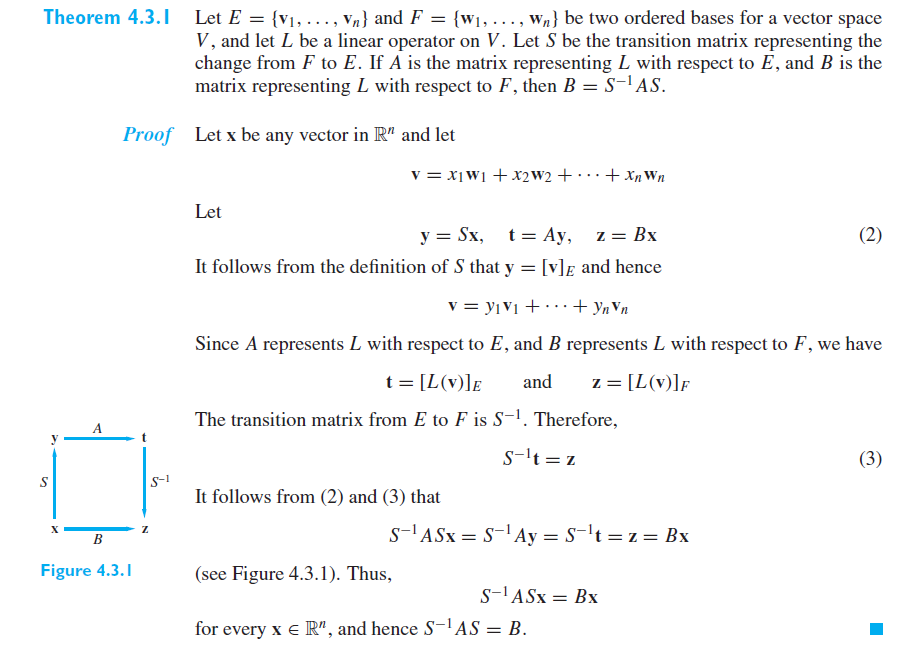 Theorem 4.3.1 Let E = {v₁, . . . , vₙ} and F = {w₁, . . . , wₙ} be two ordered bases for a vector space
V, and let L be a linear operator on V. Let S be the transition matrix representing the
change from F to E. If A is the matrix representing L with respect to E, and B is the
matrix representing L with respect to F, then B = S⁻¹AS.
Proof Let x be any vector in ℝⁿ and let
v = x₁w₁ + x₂w₂ + · · · + xₙwₙ
Let
y = Sx, t = Ay, z = Bx (2)
It follows from the definition of S that y = [v]_E and hence
v = y₁v₁ + · · · + yₙvₙ
Since A represents L with respect to E, and B represents L with respect to F, we have
t = [L(v)]_E and z = [L(v)]_F
The transition matrix from E to F is S⁻¹. Therefore,
S⁻¹t = z (3)
It follows from (2) and (3) that
S⁻¹ASx = S⁻¹Ay = S⁻¹t = z = Bx
(see Figure 4.3.1). Thus,
S⁻¹ASx = Bx
for every x ∈ ℝⁿ, and hence S⁻¹AS = B.
A
y t
S S⁻¹
x z
B
Figure 4.3.1